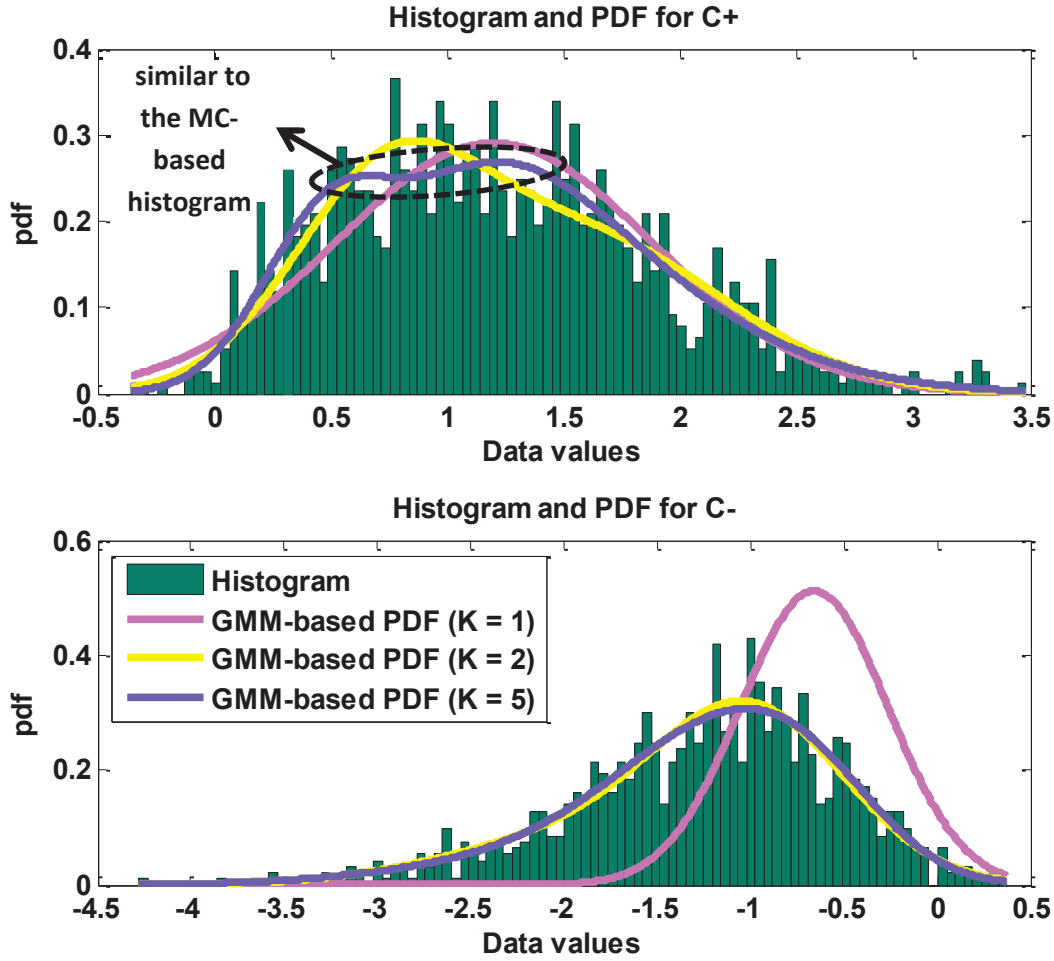 Histogram and PDF for C+
0.4
0.3
0.2
0.1
0
pdf
similar to
the MC-
based
histogram
-0.5 0 0.5 1 1.5 2 2.5 3 3.5
Data values
Histogram and PDF for C-
0.6
0.4
0.2
0
pdf
Histogram
GMM-based PDF (K = 1)
GMM-based PDF (K = 2)
GMM-based PDF (K = 5)
-4.5 -4 -3.5 -3 -2.5 -2 -1.5 -1 -0.5 0 0.5
Data values